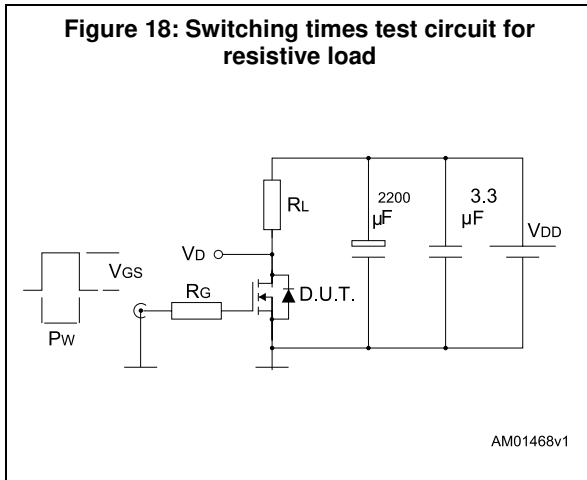 Figure 18: Switching times test circuit for
resistive load
RL
2200
μF
3.3
μF
VDD
VD
VGS
RG
D.U.T.
PW
AM01468v1